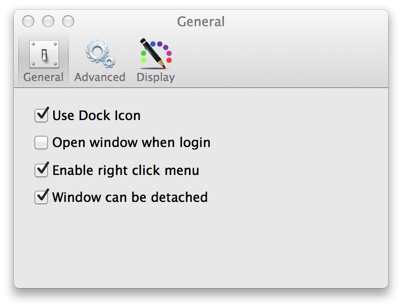 General
General Advanced Display
Use Dock Icon
Open window when login
Enable right click menu
Window can be detached